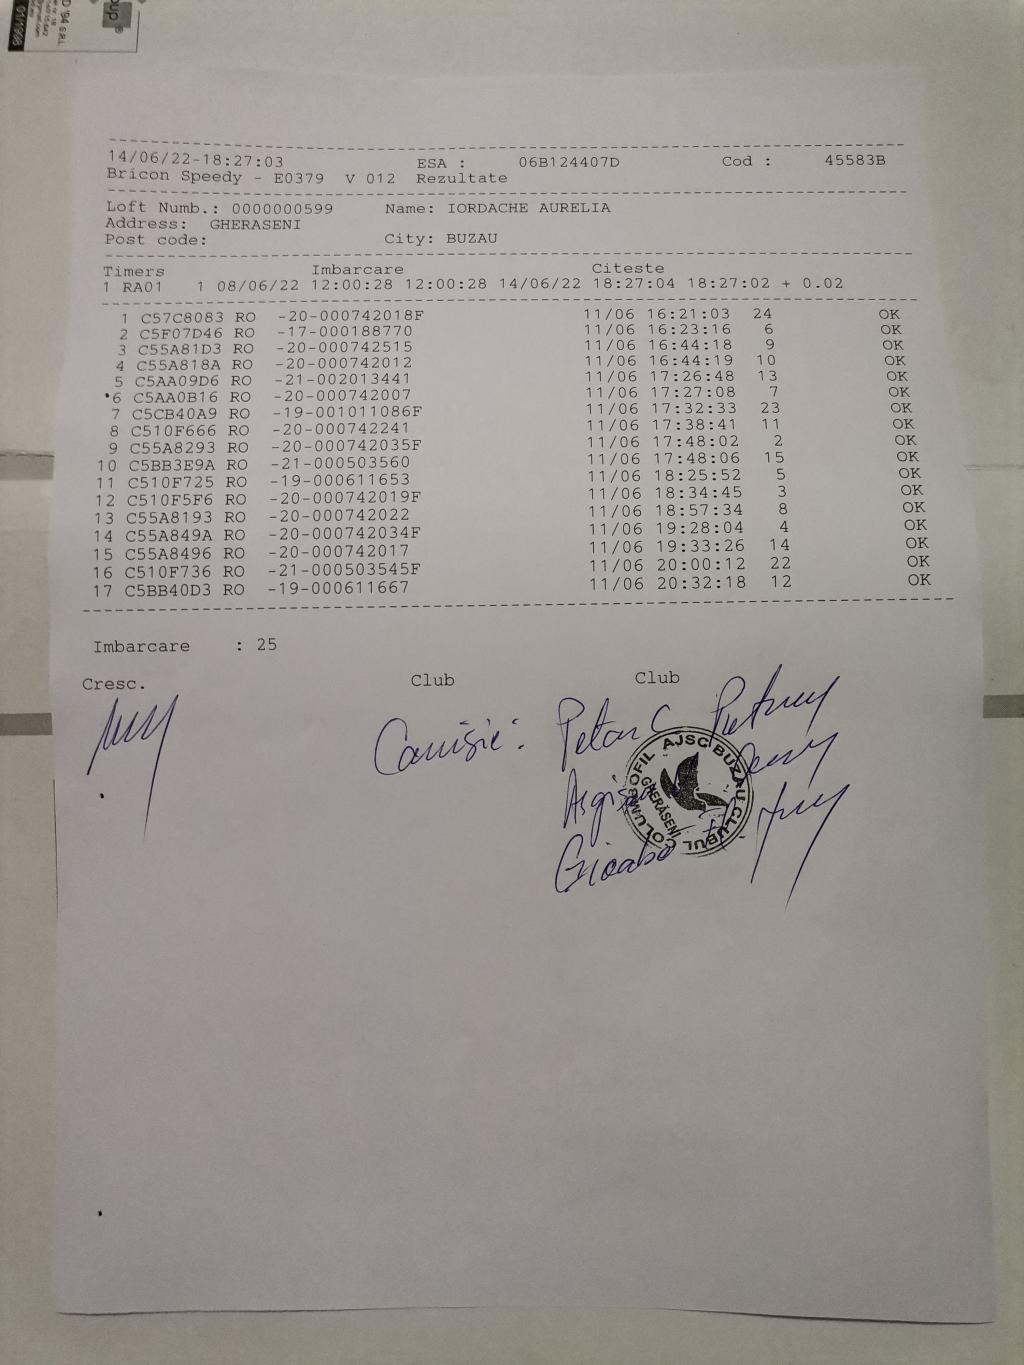 14/06/22-18:27:03 ESA : 06B124407D Cod : 45583B
Bricon Speedy - E0379 V 012 Rezultate
Loft Numb.: 0000000599 Name: IORDACHE AURELIA
Address: GHERASENI
Post code: City: BUZAU
Timers Imbarcare Citeste
1 RA01 1 08/06/22 12:00:28 12:00:28 14/06/22 18:27:04 18:27:02 + 0.02
1 C57C8083 RO -20-000742018F 11/06 16:21:03 24 OK
2 C5F07D46 RO -17-000188770 11/06 16:23:16 6 OK
3 C55A81D3 RO -20-000742515 11/06 16:44:18 9 OK
4 C55A818A RO -20-000742012 11/06 16:44:19 10 OK
5 C5AA09D6 RO -21-002013441 11/06 17:26:48 13 OK
6 C5AA0B16 RO -20-000742007 11/06 17:27:08 7 OK
7 C5CB40A9 RO -19-001011086F 11/06 17:32:33 23 OK
8 C510F666 RO -20-000742241 11/06 17:38:41 11 OK
9 C55A8293 RO -20-000742035F 11/06 17:48:02 2 OK
10 C5BB3E9A RO -21-000503560 11/06 17:48:06 15 OK
11 C510F725 RO -19-000611653 11/06 18:25:52 5 OK
12 C510F5F6 RO -20-000742019F 11/06 18:34:45 3 OK
13 C55A8193 RO -20-000742022 11/06 18:57:34 8 OK
14 C55A849A RO -20-000742034F 11/06 19:28:04 4 OK
15 C55A8496 RO -20-000742017 11/06 19:33:26 14 OK
16 C510F736 RO -21-000503545F 11/06 20:00:12 22 OK
17 C5BB40D3 RO -19-000611667 11/06 20:32:18 12 OK
Imbarcare : 25
Cresc. Club Club
Comisie:
CLUBUL COLUMBOFIL AJSC BUZAU
GHERĂSENI